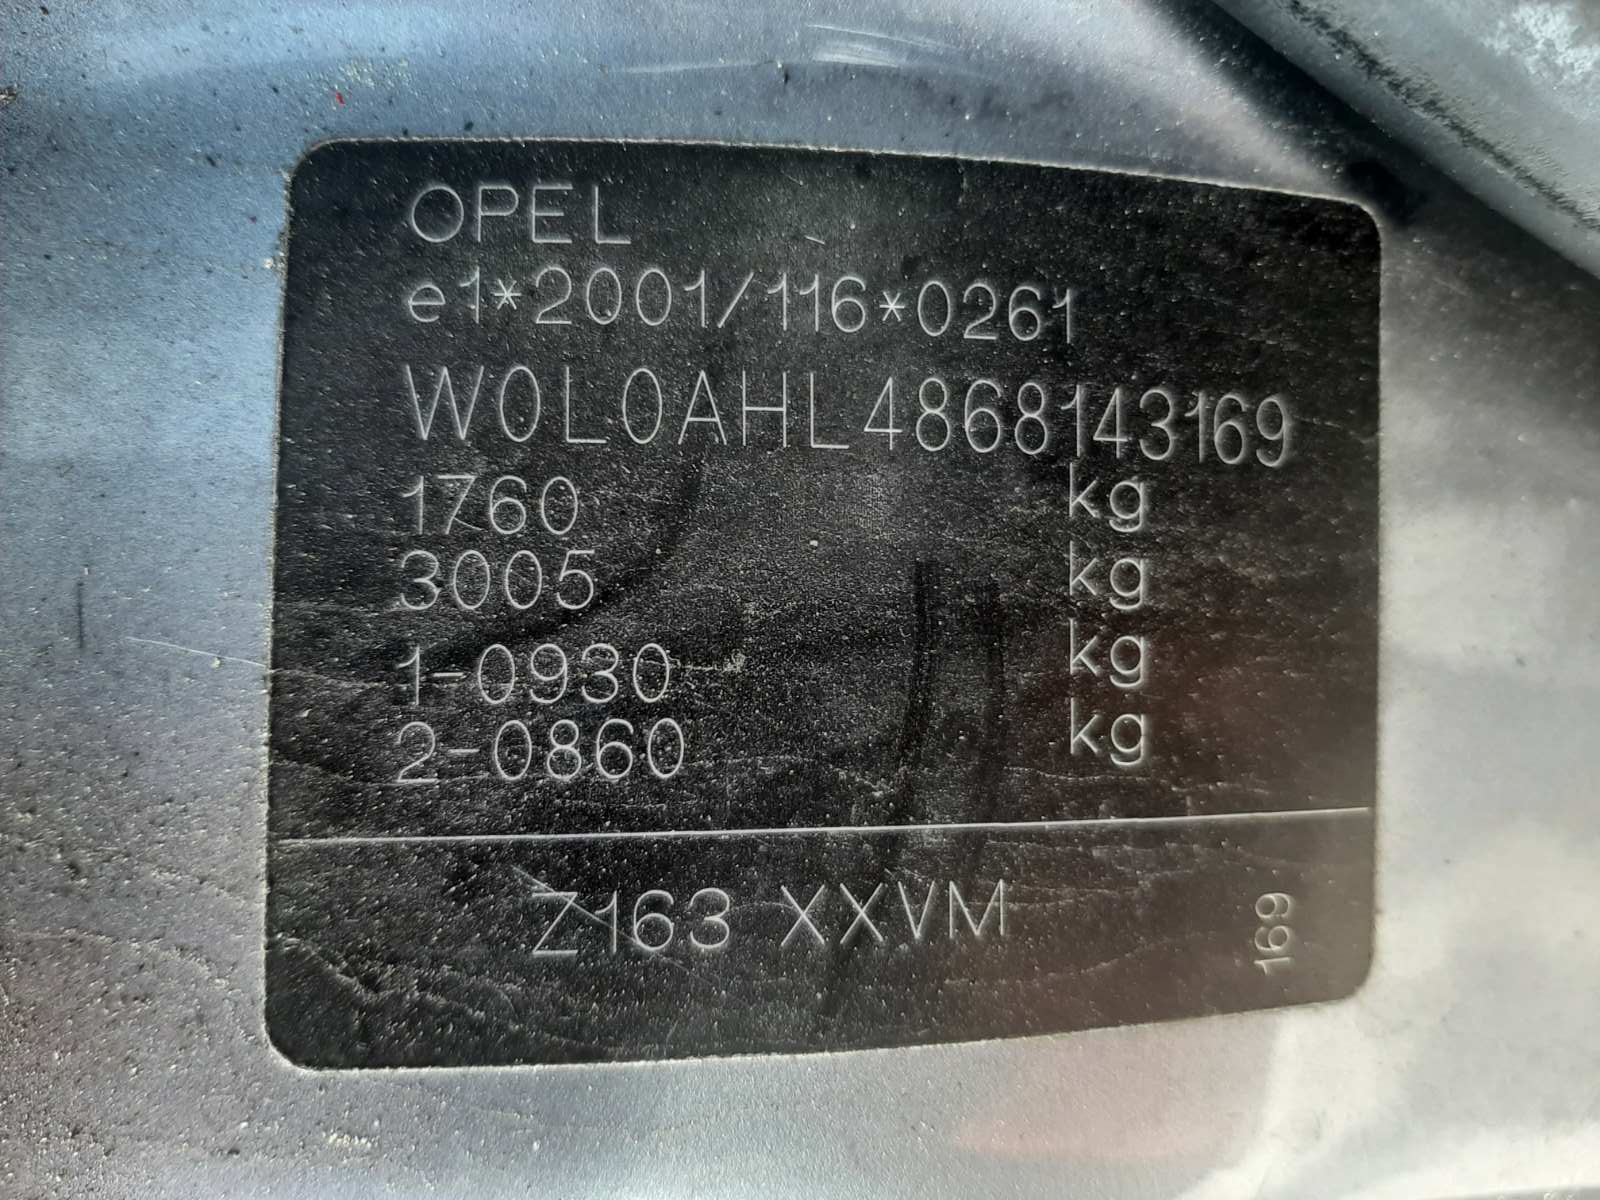 OPEL
e1*2001/116*0261
W0L0AHL4868143169
1760 kg
3005 kg
1-0930 kg
2-0860 kg
Z163 XXVM
169